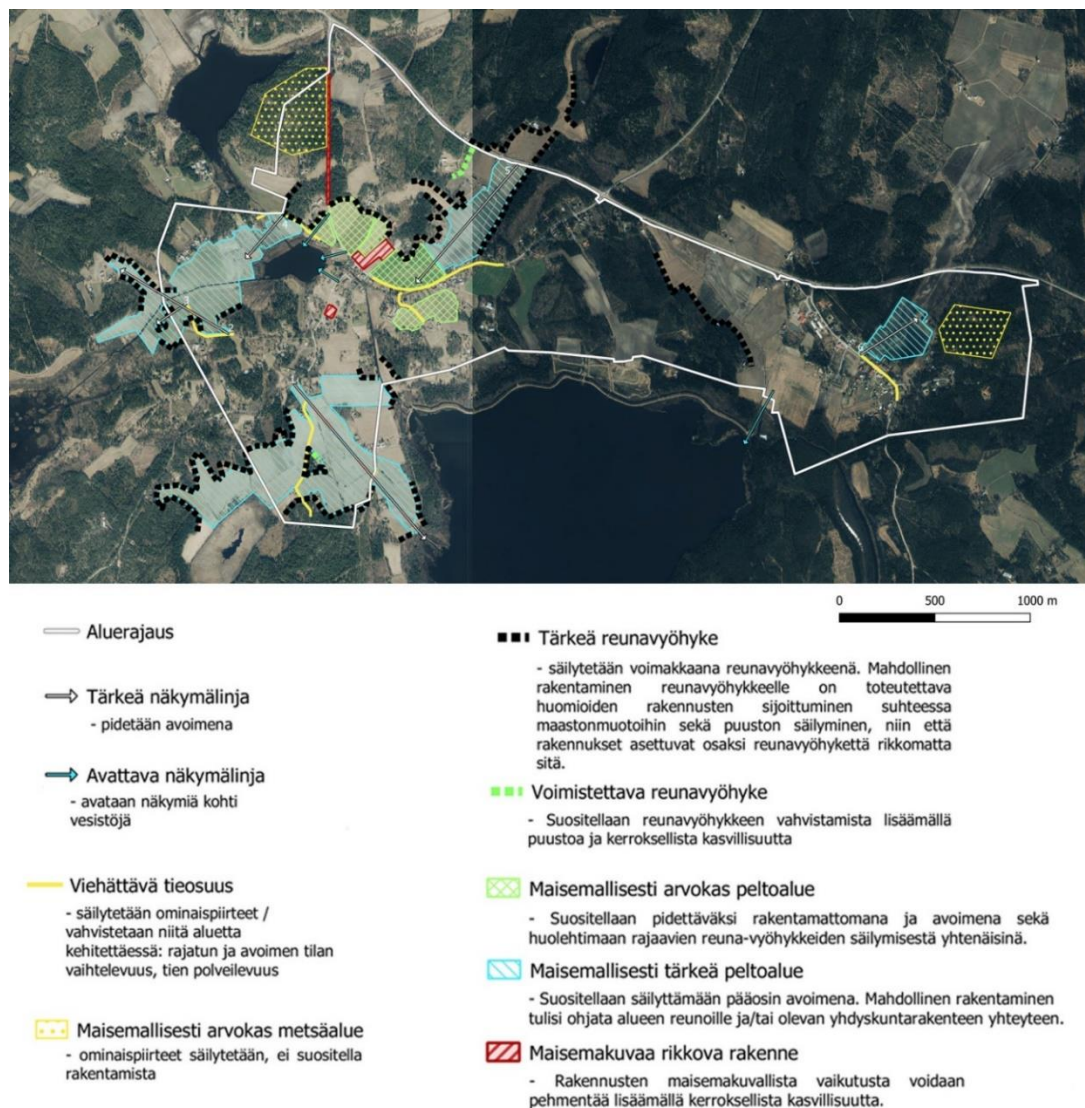 0 500 1000 m
Aluerajaus
Tärkeä näkymälinja
- pidetään avoimena
Avattava näkymälinja
- avataan näkymiä kohti
vesistöjä
Viehättävä tieosuus
- säilytetään ominaispiirteet /
vahvistetaan niitä aluetta
kehitettäessä: rajatun ja avoimen tilan
vaihtelevuus, tien polveilevuus
Maisemallisesti arvokas metsäalue
- ominaispiirteet säilytetään, ei suositella
rakentamista
Tärkeä reunavyöhyke
- säilytetään voimakkaana reunavyöhykkeenä. Mahdollinen
rakentaminen reunavyöhykkeelle on toteutettava
huomioiden rakennusten sijoittuminen suhteessa
maastonmuotoihin sekä puuston säilyminen, niin että
rakennukset asettuvat osaksi reunavyöhykettä rikkomatta
sitä.
Voimistettava reunavyöhyke
- Suositellaan reunavyöhykkeen vahvistamista lisäämällä
puustoa ja kerroksellista kasvillisuutta
Maisemallisesti arvokas peltoalue
- Suositellaan pidettäväksi rakentamattomana ja avoimena sekä
huolehtimaan rajaavien reuna-vyöhykkeiden säilymisestä yhtenäisinä.
Maisemallisesti tärkeä peltoalue
- Suositellaan säilyttämään pääosin avoimena. Mahdollinen rakentaminen
tulisi ohjata alueen reunoille ja/tai olevan yhdyskuntarakenteen yhteyteen.
Maisemakuvaa rikkova rakenne
- Rakennusten maisemakuvallista vaikutusta voidaan
pehmentää lisäämällä kerroksellista kasvillisuutta.